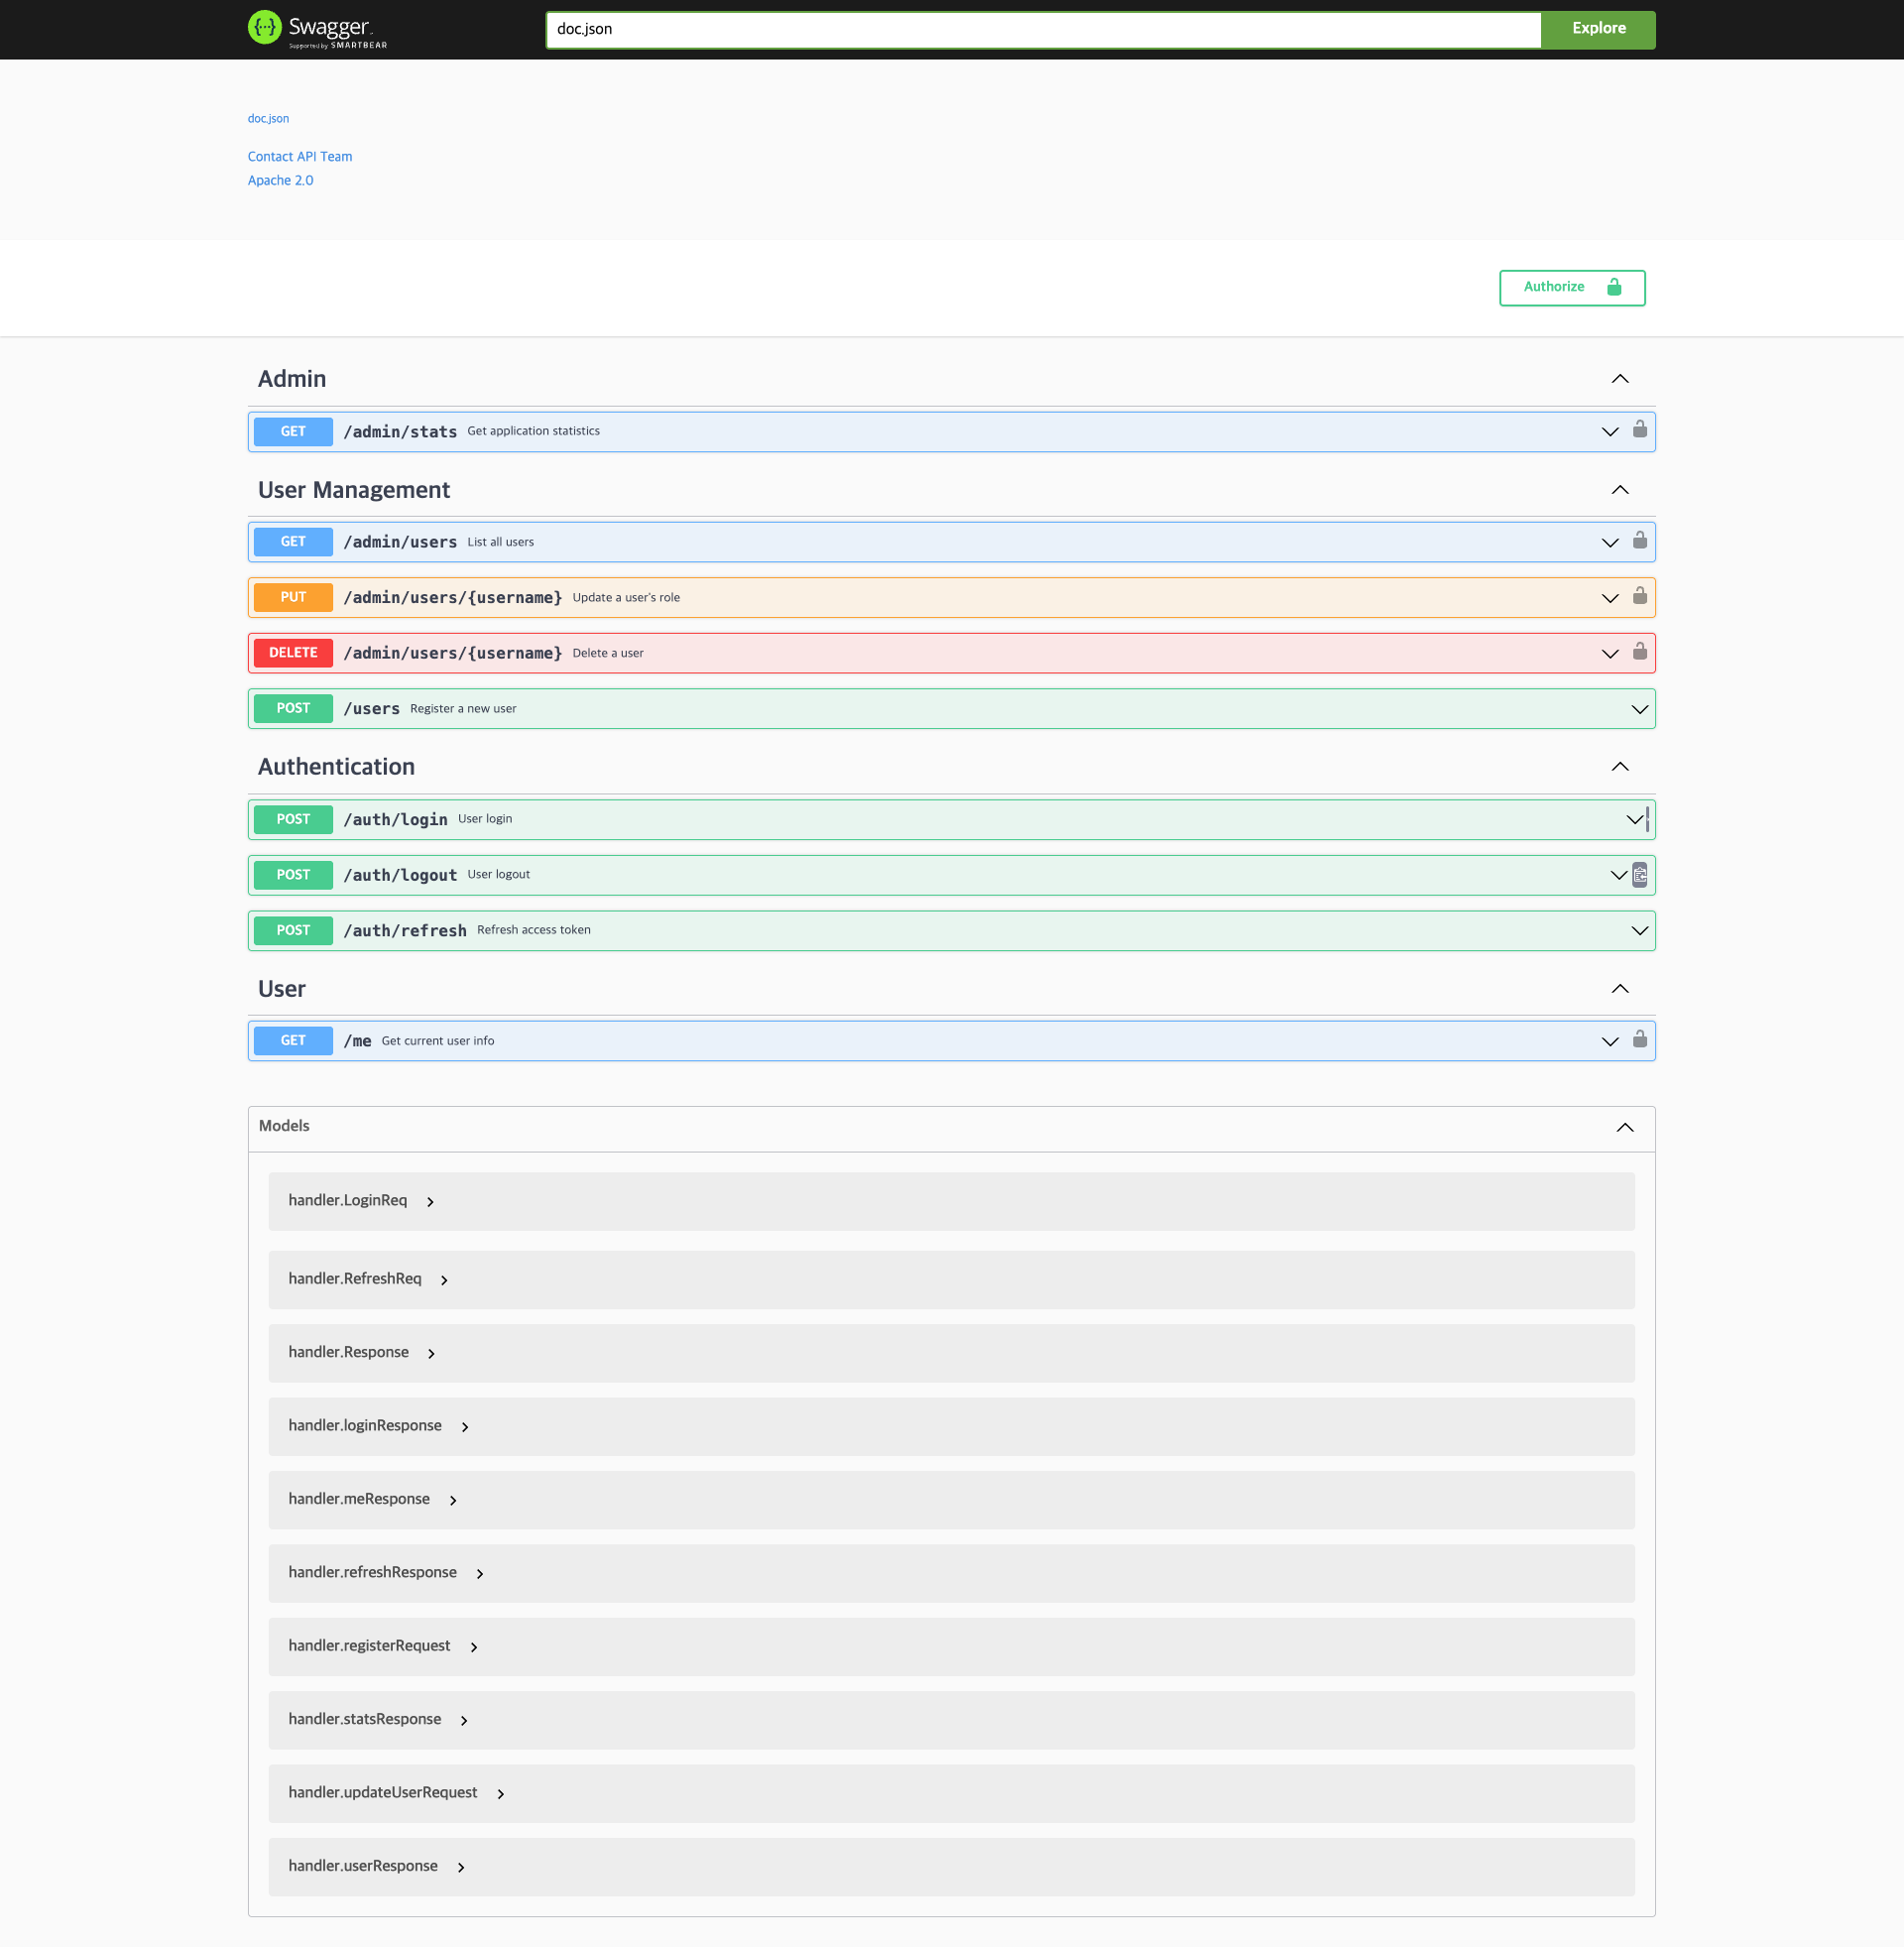 Swagger
Supported by SMARTBEAR
doc.json
Explore
doc.json
Contact API Team
Apache 2.0
Authorize
Admin
GET /admin/stats Get application statistics
User Management
GET /admin/users List all users
PUT /admin/users/{username} Update a user's role
DELETE /admin/users/{username} Delete a user
POST /users Register a new user
Authentication
POST /auth/login User login
POST /auth/logout User logout
POST /auth/refresh Refresh access token
User
GET /me Get current user info
Models
handler.LoginReq
handler.RefreshReq
handler.Response
handler.loginResponse
handler.meResponse
handler.refreshResponse
handler.registerRequest
handler.statsResponse
handler.updateUserRequest
handler.userResponse